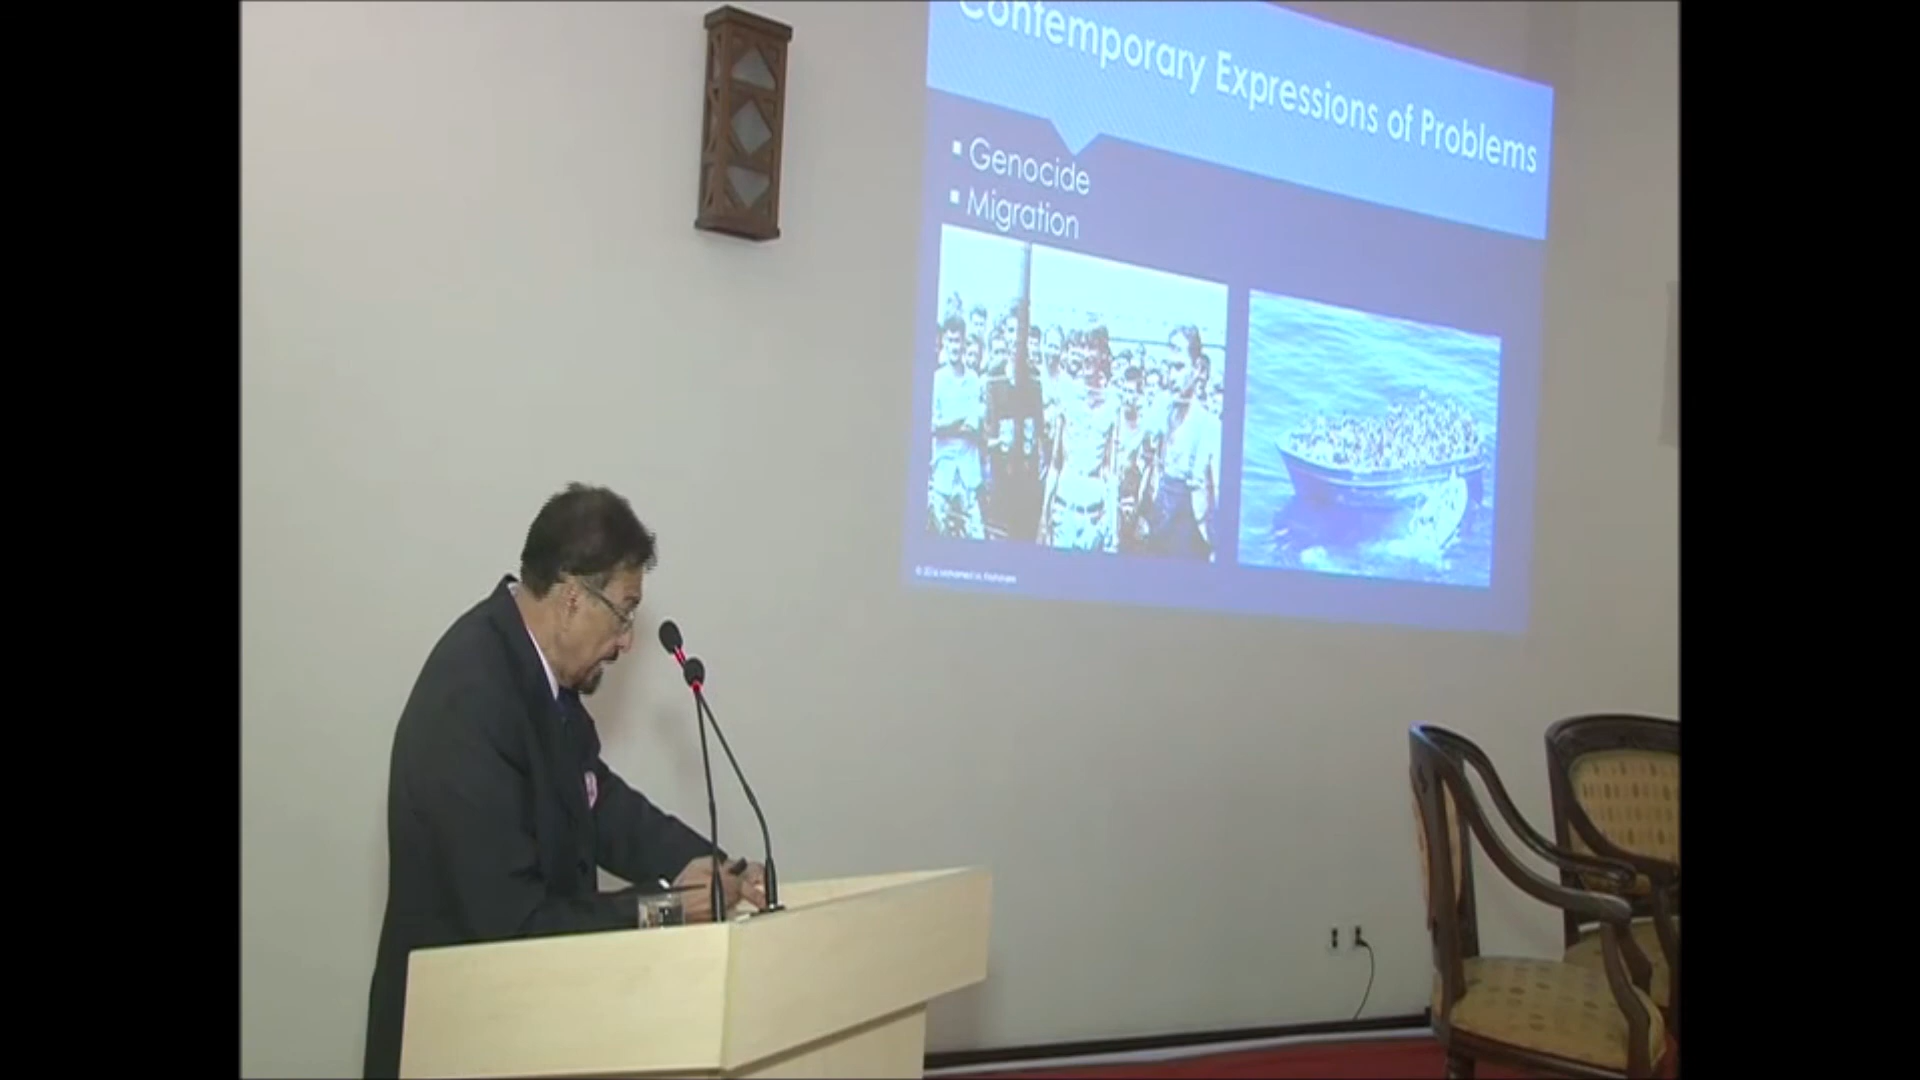 Contemporary Expressions of Problems
▪ Genocide
▪ Migration